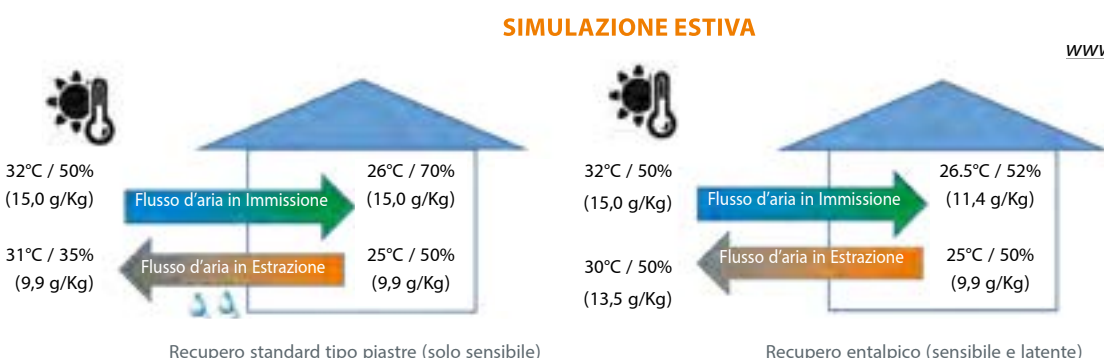 SIMULAZIONE ESTIVA
www
32°C / 50%
(15,0 g/Kg)
Flusso d'aria in Immissione
26°C / 70%
(15,0 g/Kg)
31°C / 35%
(9,9 g/Kg)
Flusso d'aria in Estrazione
25°C / 50%
(9,9 g/Kg)
Recupero standard tipo piastre (solo sensibile)
32°C / 50%
(15,0 g/Kg)
Flusso d'aria in Immissione
26.5°C / 52%
(11,4 g/Kg)
30°C / 50%
(13,5 g/Kg)
Flusso d'aria in Estrazione
25°C / 50%
(9,9 g/Kg)
Recupero entalpico (sensibile e latente)